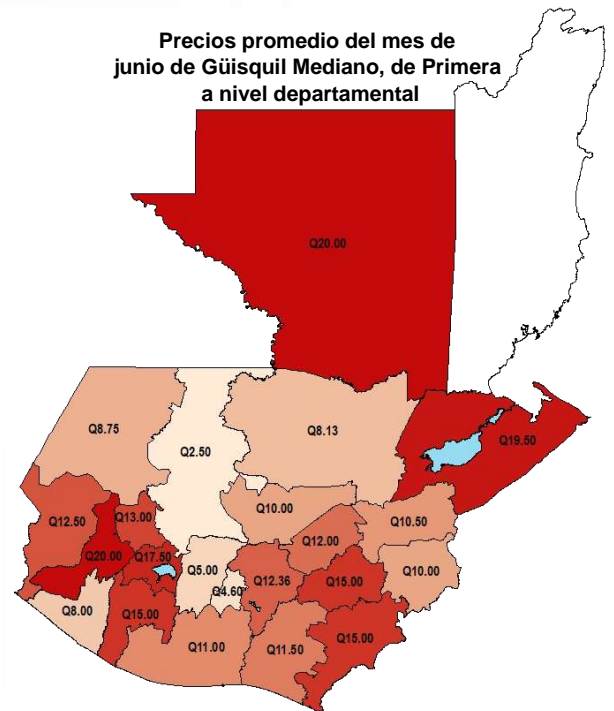 Precios promedio del mes de
junio de Güisquil Mediano, de Primera
a nivel departamental
Q20.00
Q8.75
Q2.50
Q8.13
Q19.50
Q12.50
Q13.00
Q10.00
Q10.50
Q20.00
Q17.50
Q5.00
Q12.00
Q10.00
Q8.00
Q15.00
Q4.60
Q12.36
Q15.00
Q11.00
Q11.50
Q15.00